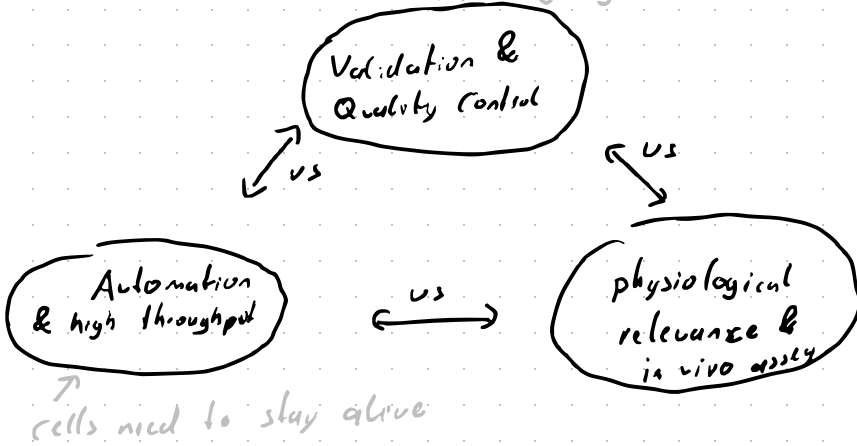 Validation &
Quality Control
vs
vs
Automation
& high throughput
vs
physiological
relevance &
in vivo assay
cells need to stay alive